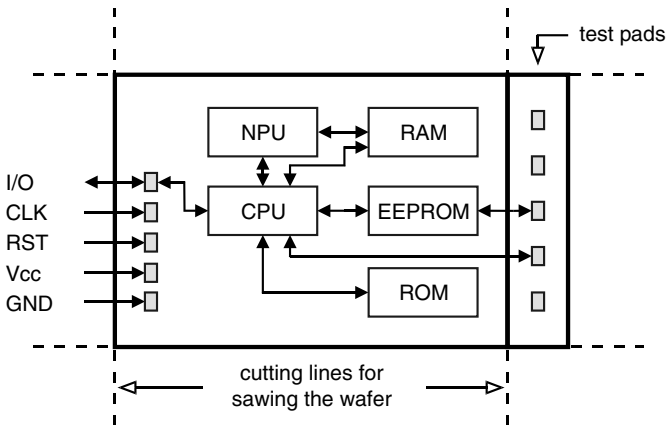 test pads
NPU
RAM
I/O
CLK
RST
Vcc
GND
CPU
EEPROM
ROM
cutting lines for
sawing the wafer